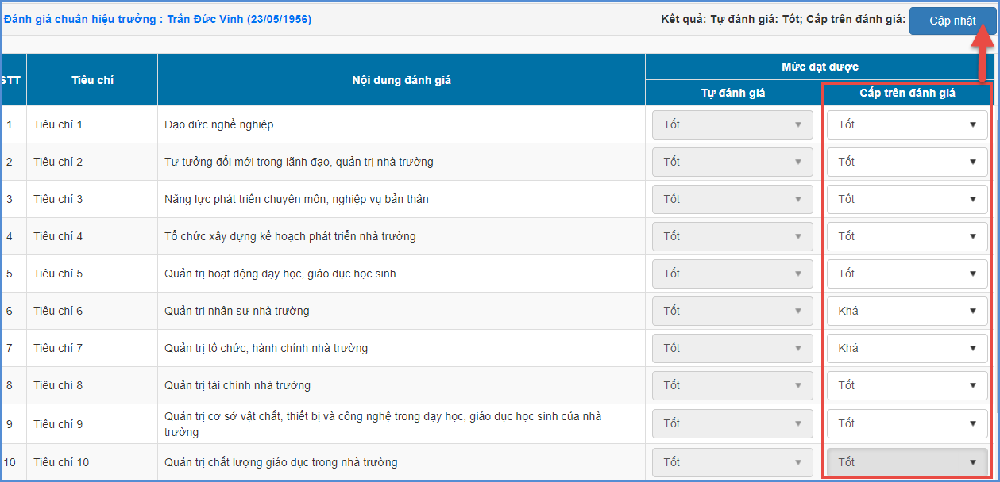 Đánh giá chuẩn hiệu trưởng : Trần Đức Vinh (23/05/1956) Kết quả: Tự đánh giá: Tốt; Cấp trên đánh giá: Cập nhật
STT Tiêu chí Nội dung đánh giá Mức đạt được
Tự đánh giá Cấp trên đánh giá
1 Tiêu chí 1 Đạo đức nghề nghiệp Tốt Tốt
2 Tiêu chí 2 Tư tưởng đổi mới trong lãnh đạo, quản trị nhà trường Tốt Tốt
3 Tiêu chí 3 Năng lực phát triển chuyên môn, nghiệp vụ bản thân Tốt Tốt
4 Tiêu chí 4 Tổ chức xây dựng kế hoạch phát triển nhà trường Tốt Tốt
5 Tiêu chí 5 Quản trị hoạt động dạy học, giáo dục học sinh Tốt Tốt
6 Tiêu chí 6 Quản trị nhân sự nhà trường Tốt Khá
7 Tiêu chí 7 Quản trị tổ chức, hành chính nhà trường Tốt Khá
8 Tiêu chí 8 Quản trị tài chính nhà trường Tốt Tốt
9 Tiêu chí 9 Quản trị cơ sở vật chất, thiết bị và công nghệ trong dạy học, giáo dục học sinh của nhà
trường Tốt Tốt
10 Tiêu chí 10 Quản trị chất lượng giáo dục trong nhà trường Tốt Tốt